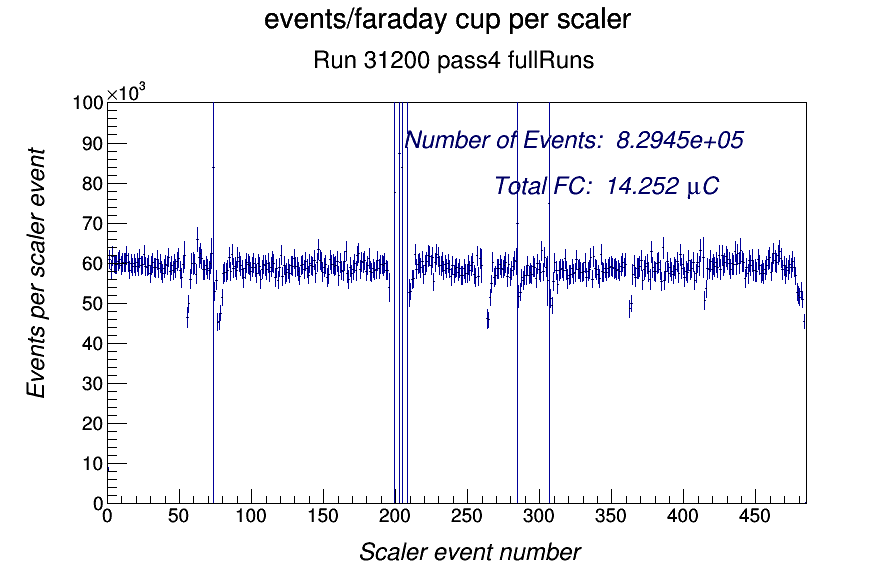 events/faraday cup per scaler
Run 31200 pass4 fullRuns
×10³
100
90
80
70
60
50
40
30
20
10
0
Events per scaler event
Number of Events: 8.2945e+05
Total FC: 14.252 μC
0 50 100 150 200 250 300 350 400 450
Scaler event number